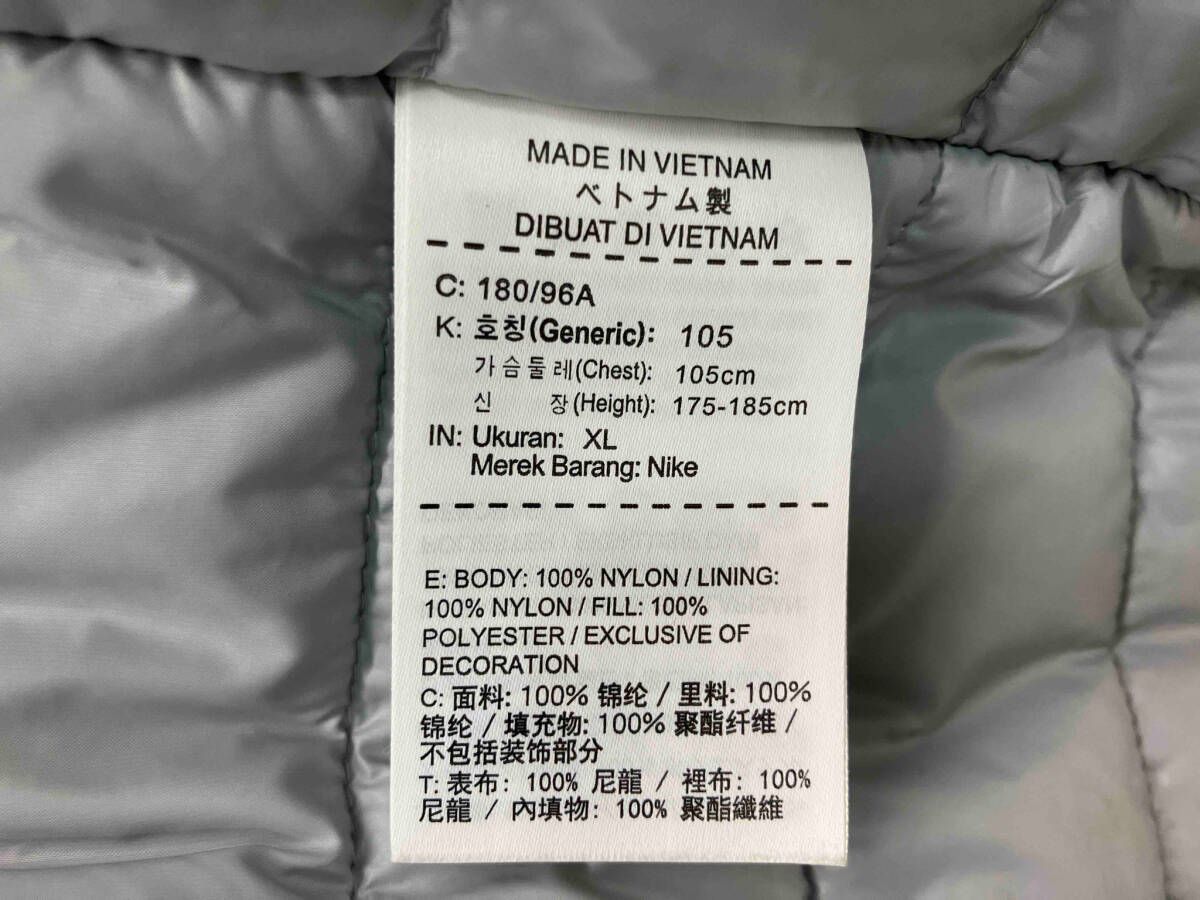 MADE IN VIETNAM
ベトナム製
DIBUAT DI VIETNAM
C: 180/96A
K: 호칭(Generic): 105
가슴둘레(Chest): 105cm
신 장(Height): 175-185cm
IN: Ukuran: XL
Merek Barang: Nike
E: BODY: 100% NYLON / LINING:
100% NYLON / FILL: 100%
POLYESTER / EXCLUSIVE OF
DECORATION
C: 面料: 100% 锦纶 / 里料: 100%
锦纶 / 填充物: 100% 聚酯纤维 /
不包括装饰部分
T: 表布: 100% 尼龍 / 裡布: 100%
尼龍 / 內填物: 100% 聚酯纖維